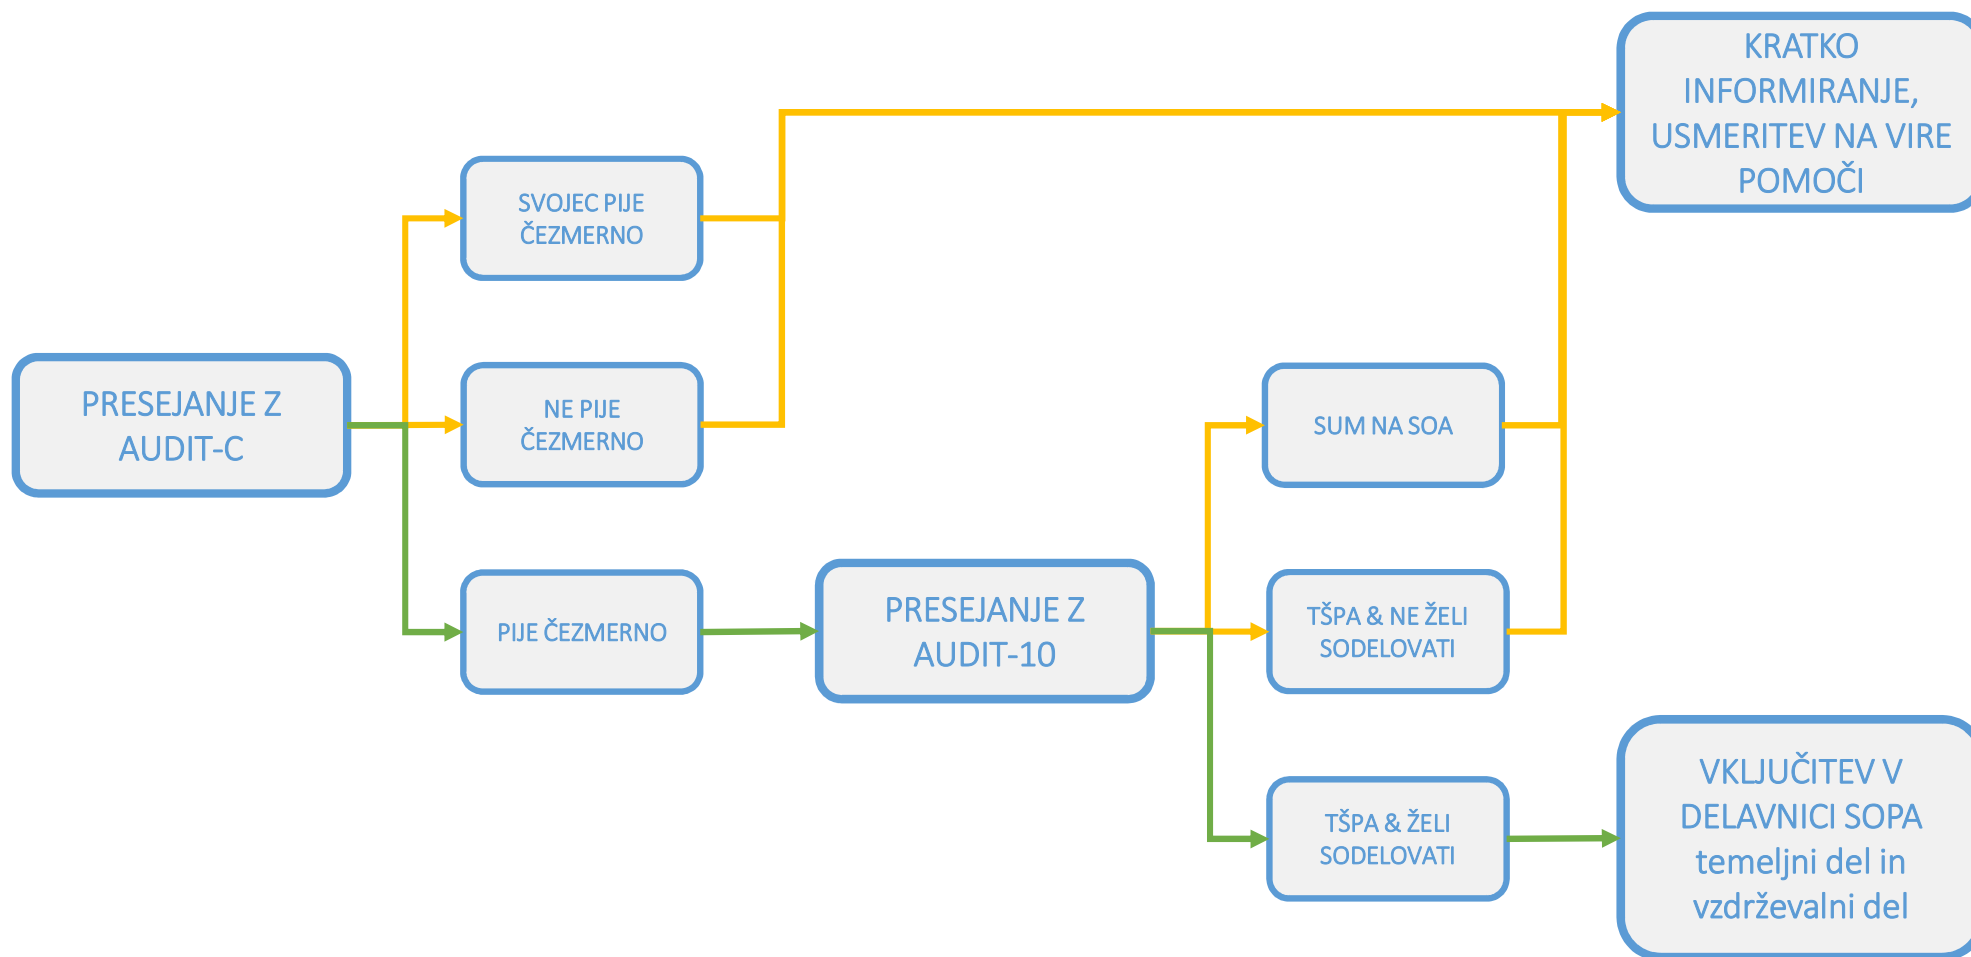 KRATKO
INFORMIRANJE,
USMERITEV NA VIRE
POMOČI
SVOJEC PIJE
ČEZMERNO
PRESEJANJE Z
AUDIT-C
NE PIJE
ČEZMERNO
SUM NA SOA
PIJE ČEZMERNO
PRESEJANJE Z
AUDIT-10
TŠPA & NE ŽELI
SODELOVATI
TŠPA & ŽELI
SODELOVATI
VKLJUČITEV V
DELAVNICI SOPA
temeljni del in
vzdrževalni del